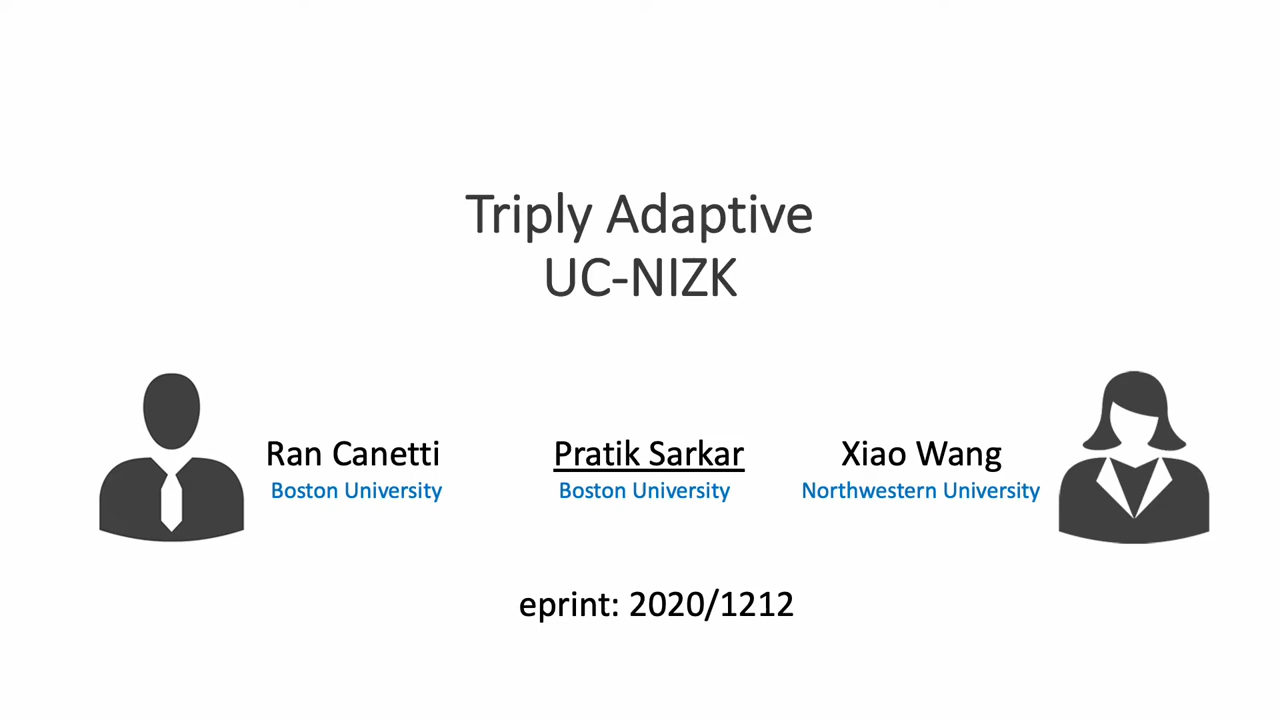 Triply Adaptive
UC-NIZK
Ran Canetti
Boston University
Pratik Sarkar
Boston University
Xiao Wang
Northwestern University
eprint: 2020/1212